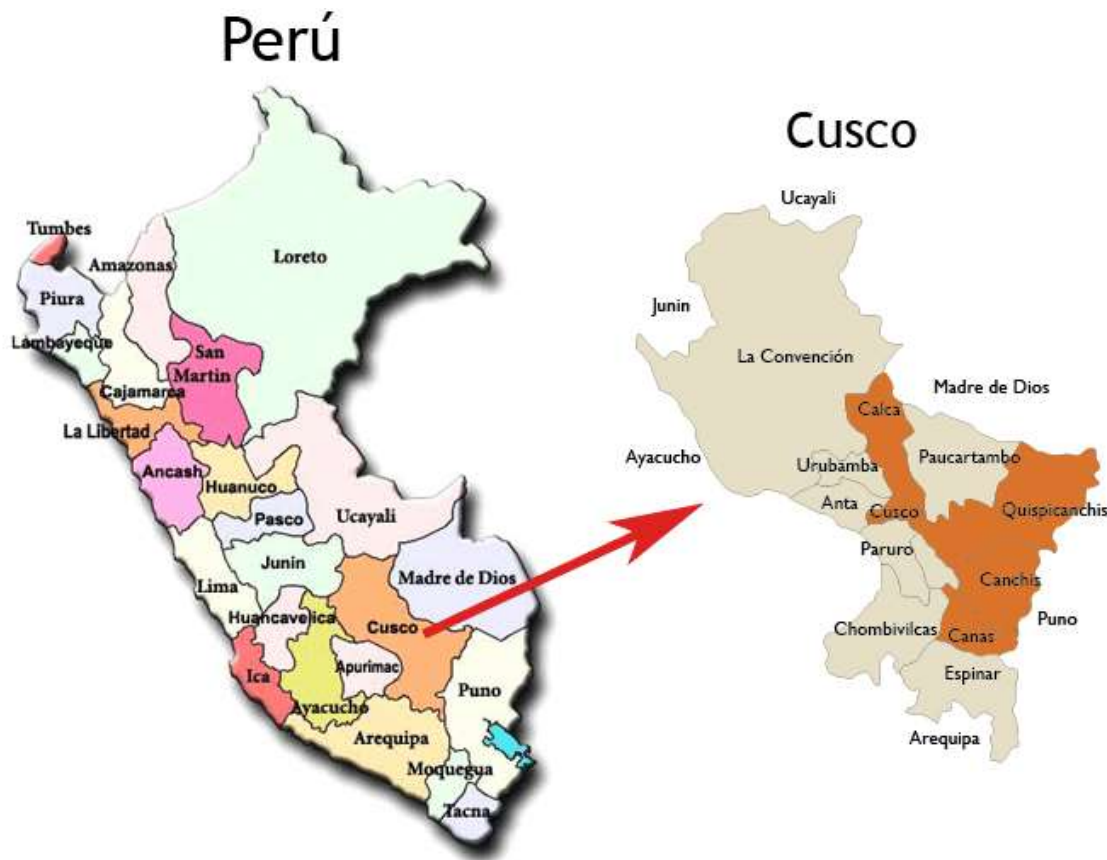 Perú
Tumbes
Amazonas
Loreto
Piura
Lambayeque
San
Martin
Cajamarca
La Libertad
Ancash
Huanuco
Pasco
Ucayali
Junin
Lima
Madre de Dios
Huancavelica
Cusco
Ica
Apurimac
Puno
Ayacucho
Arequipa
Moquegua
Tacna
Cusco
Ucayali
Junin
La Convención
Madre de Dios
Calca
Ayacucho
Urubamba
Paucartambo
Anta
Cusco
Quispicanchis
Paruro
Canchis
Puno
Chombivilcas
Canas
Espinar
Arequipa